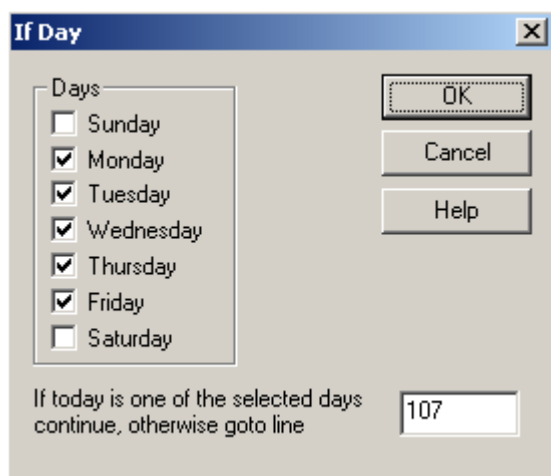 If Day
Days
Sunday
Monday
Tuesday
Wednesday
Thursday
Friday
Saturday
OK
Cancel
Help
If today is one of the selected days
continue, otherwise goto line
107